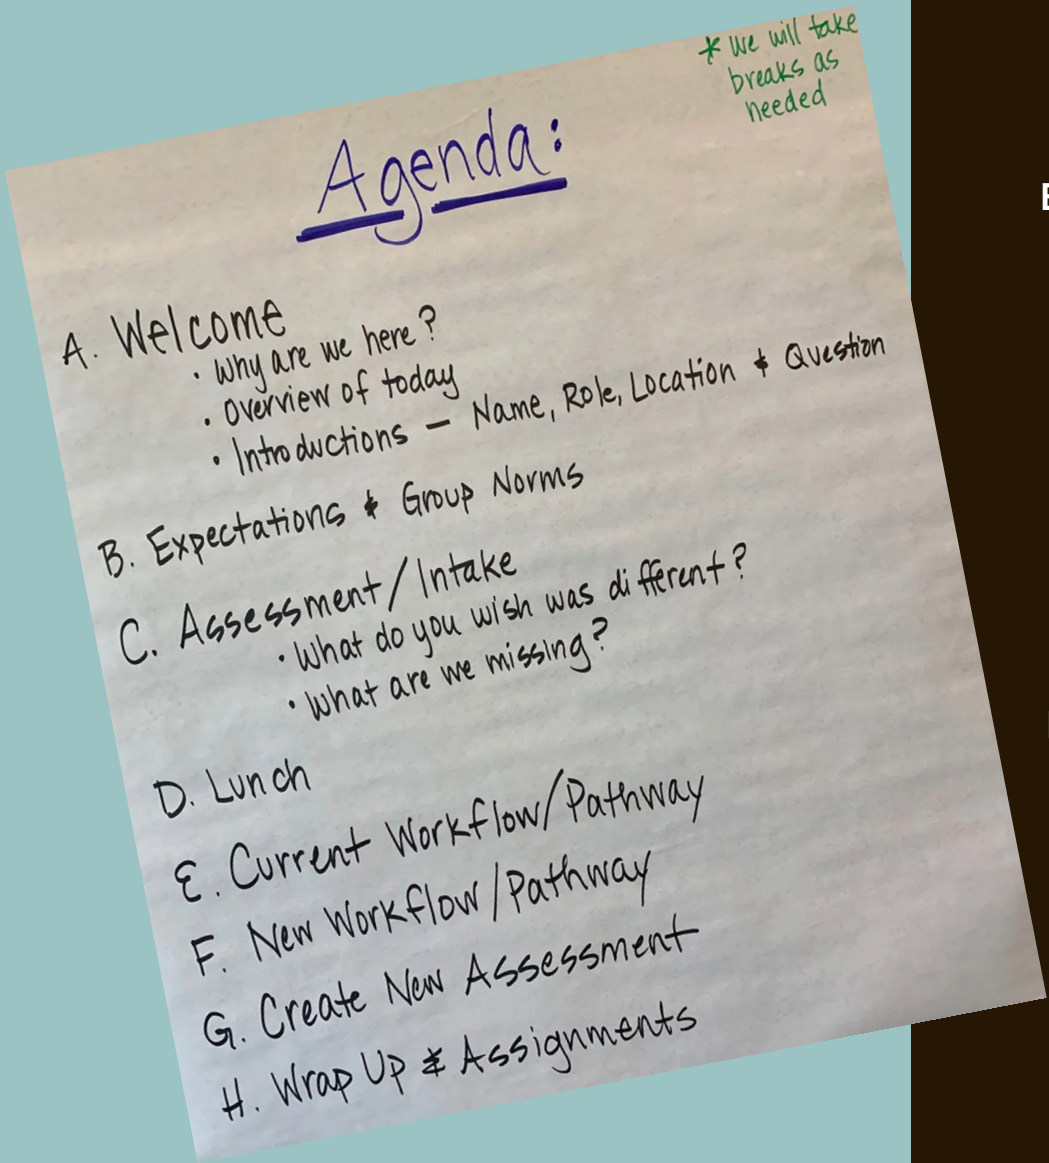 * we will take
breaks as
needed
Agenda:
A. Welcome
• Why are we here?
• Overview of today
• Introductions – Name, Role, Location & Question
B. Expectations & Group Norms
C. Assessment/Intake
• What do you wish was different?
• What are we missing?
D. Lunch
E. Current Workflow/Pathway
F. New Workflow/Pathway
G. Create New Assessment
H. Wrap Up & Assignments